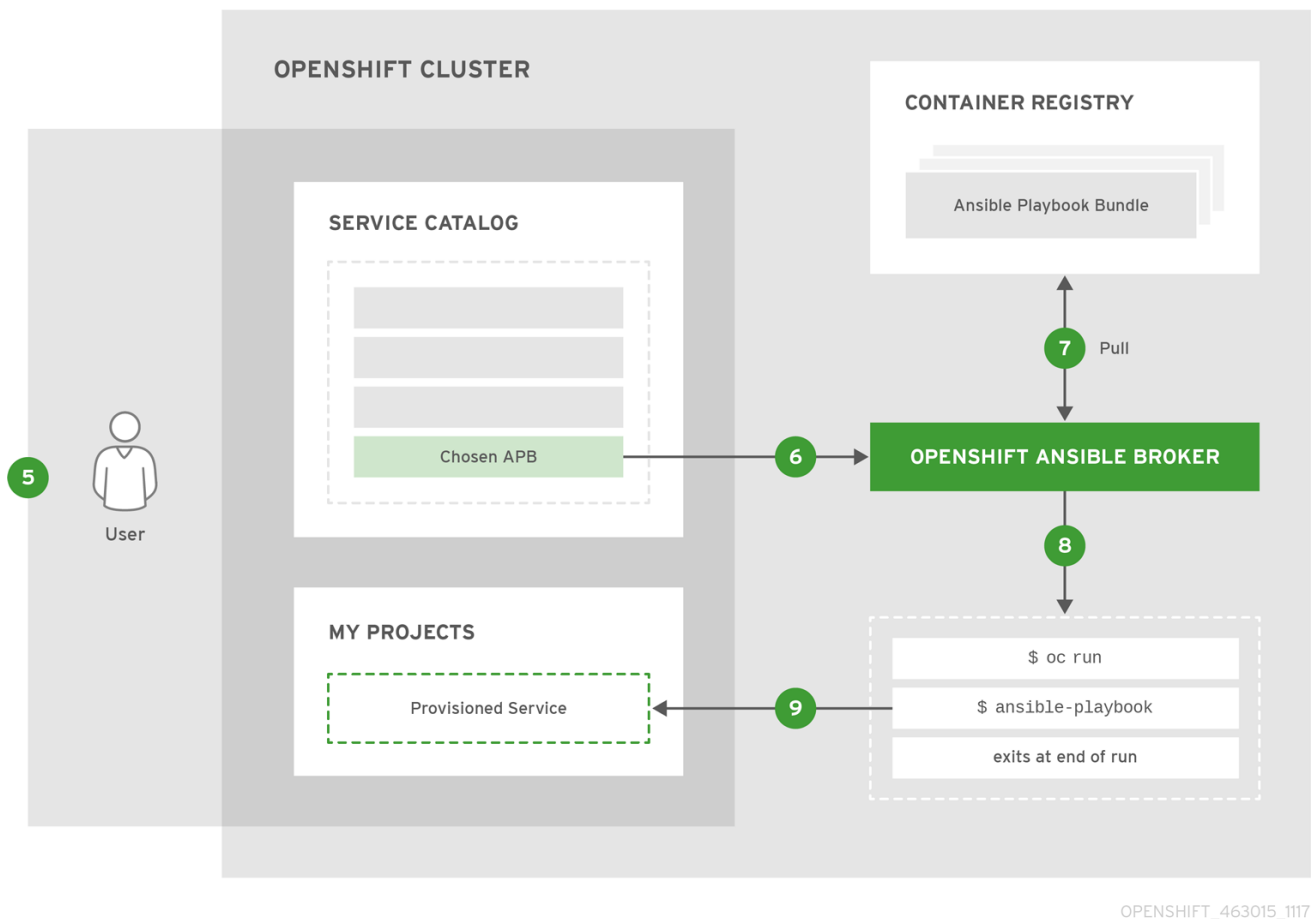 OPENSHIFT CLUSTER
CONTAINER REGISTRY
Ansible Playbook Bundle
SERVICE CATALOG
7 Pull
Chosen APB
6
OPENSHIFT ANSIBLE BROKER
5
User
8
MY PROJECTS
Provisioned Service
9
$ oc run
$ ansible-playbook
exits at end of run
OPENSHIFT_463015_1117